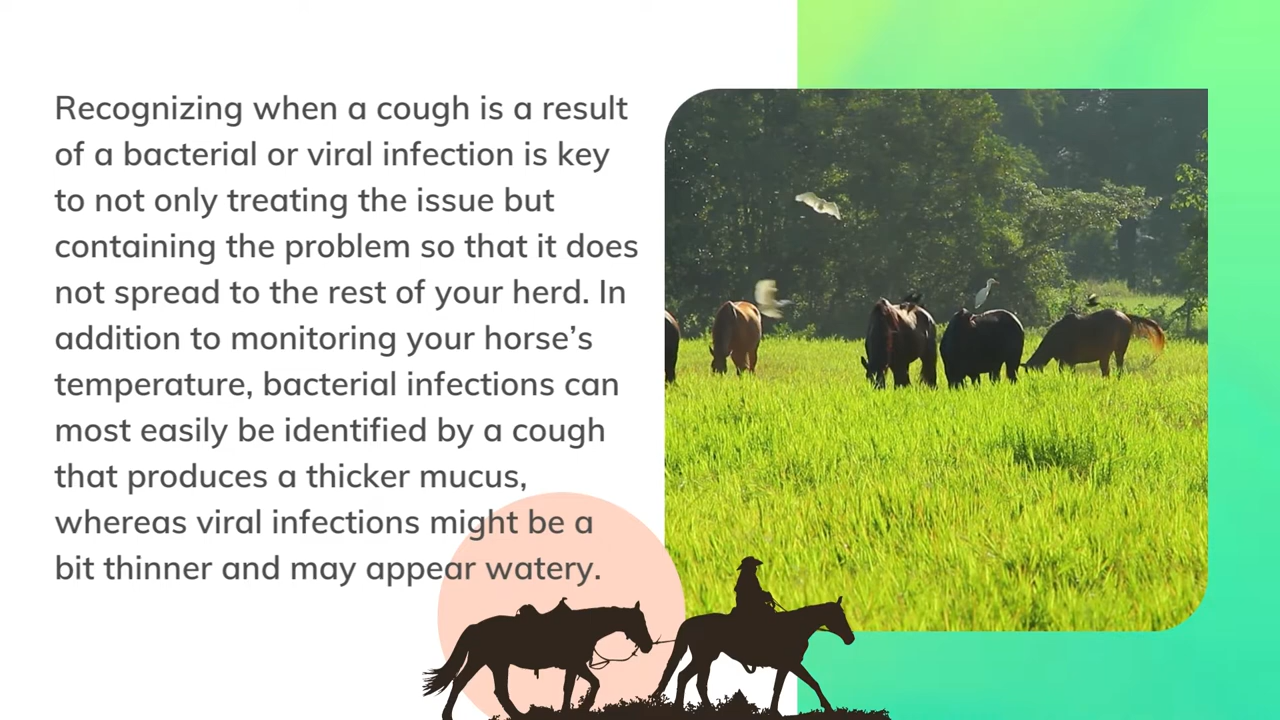 Recognizing when a cough is a result
of a bacterial or viral infection is key
to not only treating the issue but
containing the problem so that it does
not spread to the rest of your herd. In
addition to monitoring your horse’s
temperature, bacterial infections can
most easily be identified by a cough
that produces a thicker mucus,
whereas viral infections might be a
bit thinner and may appear watery.